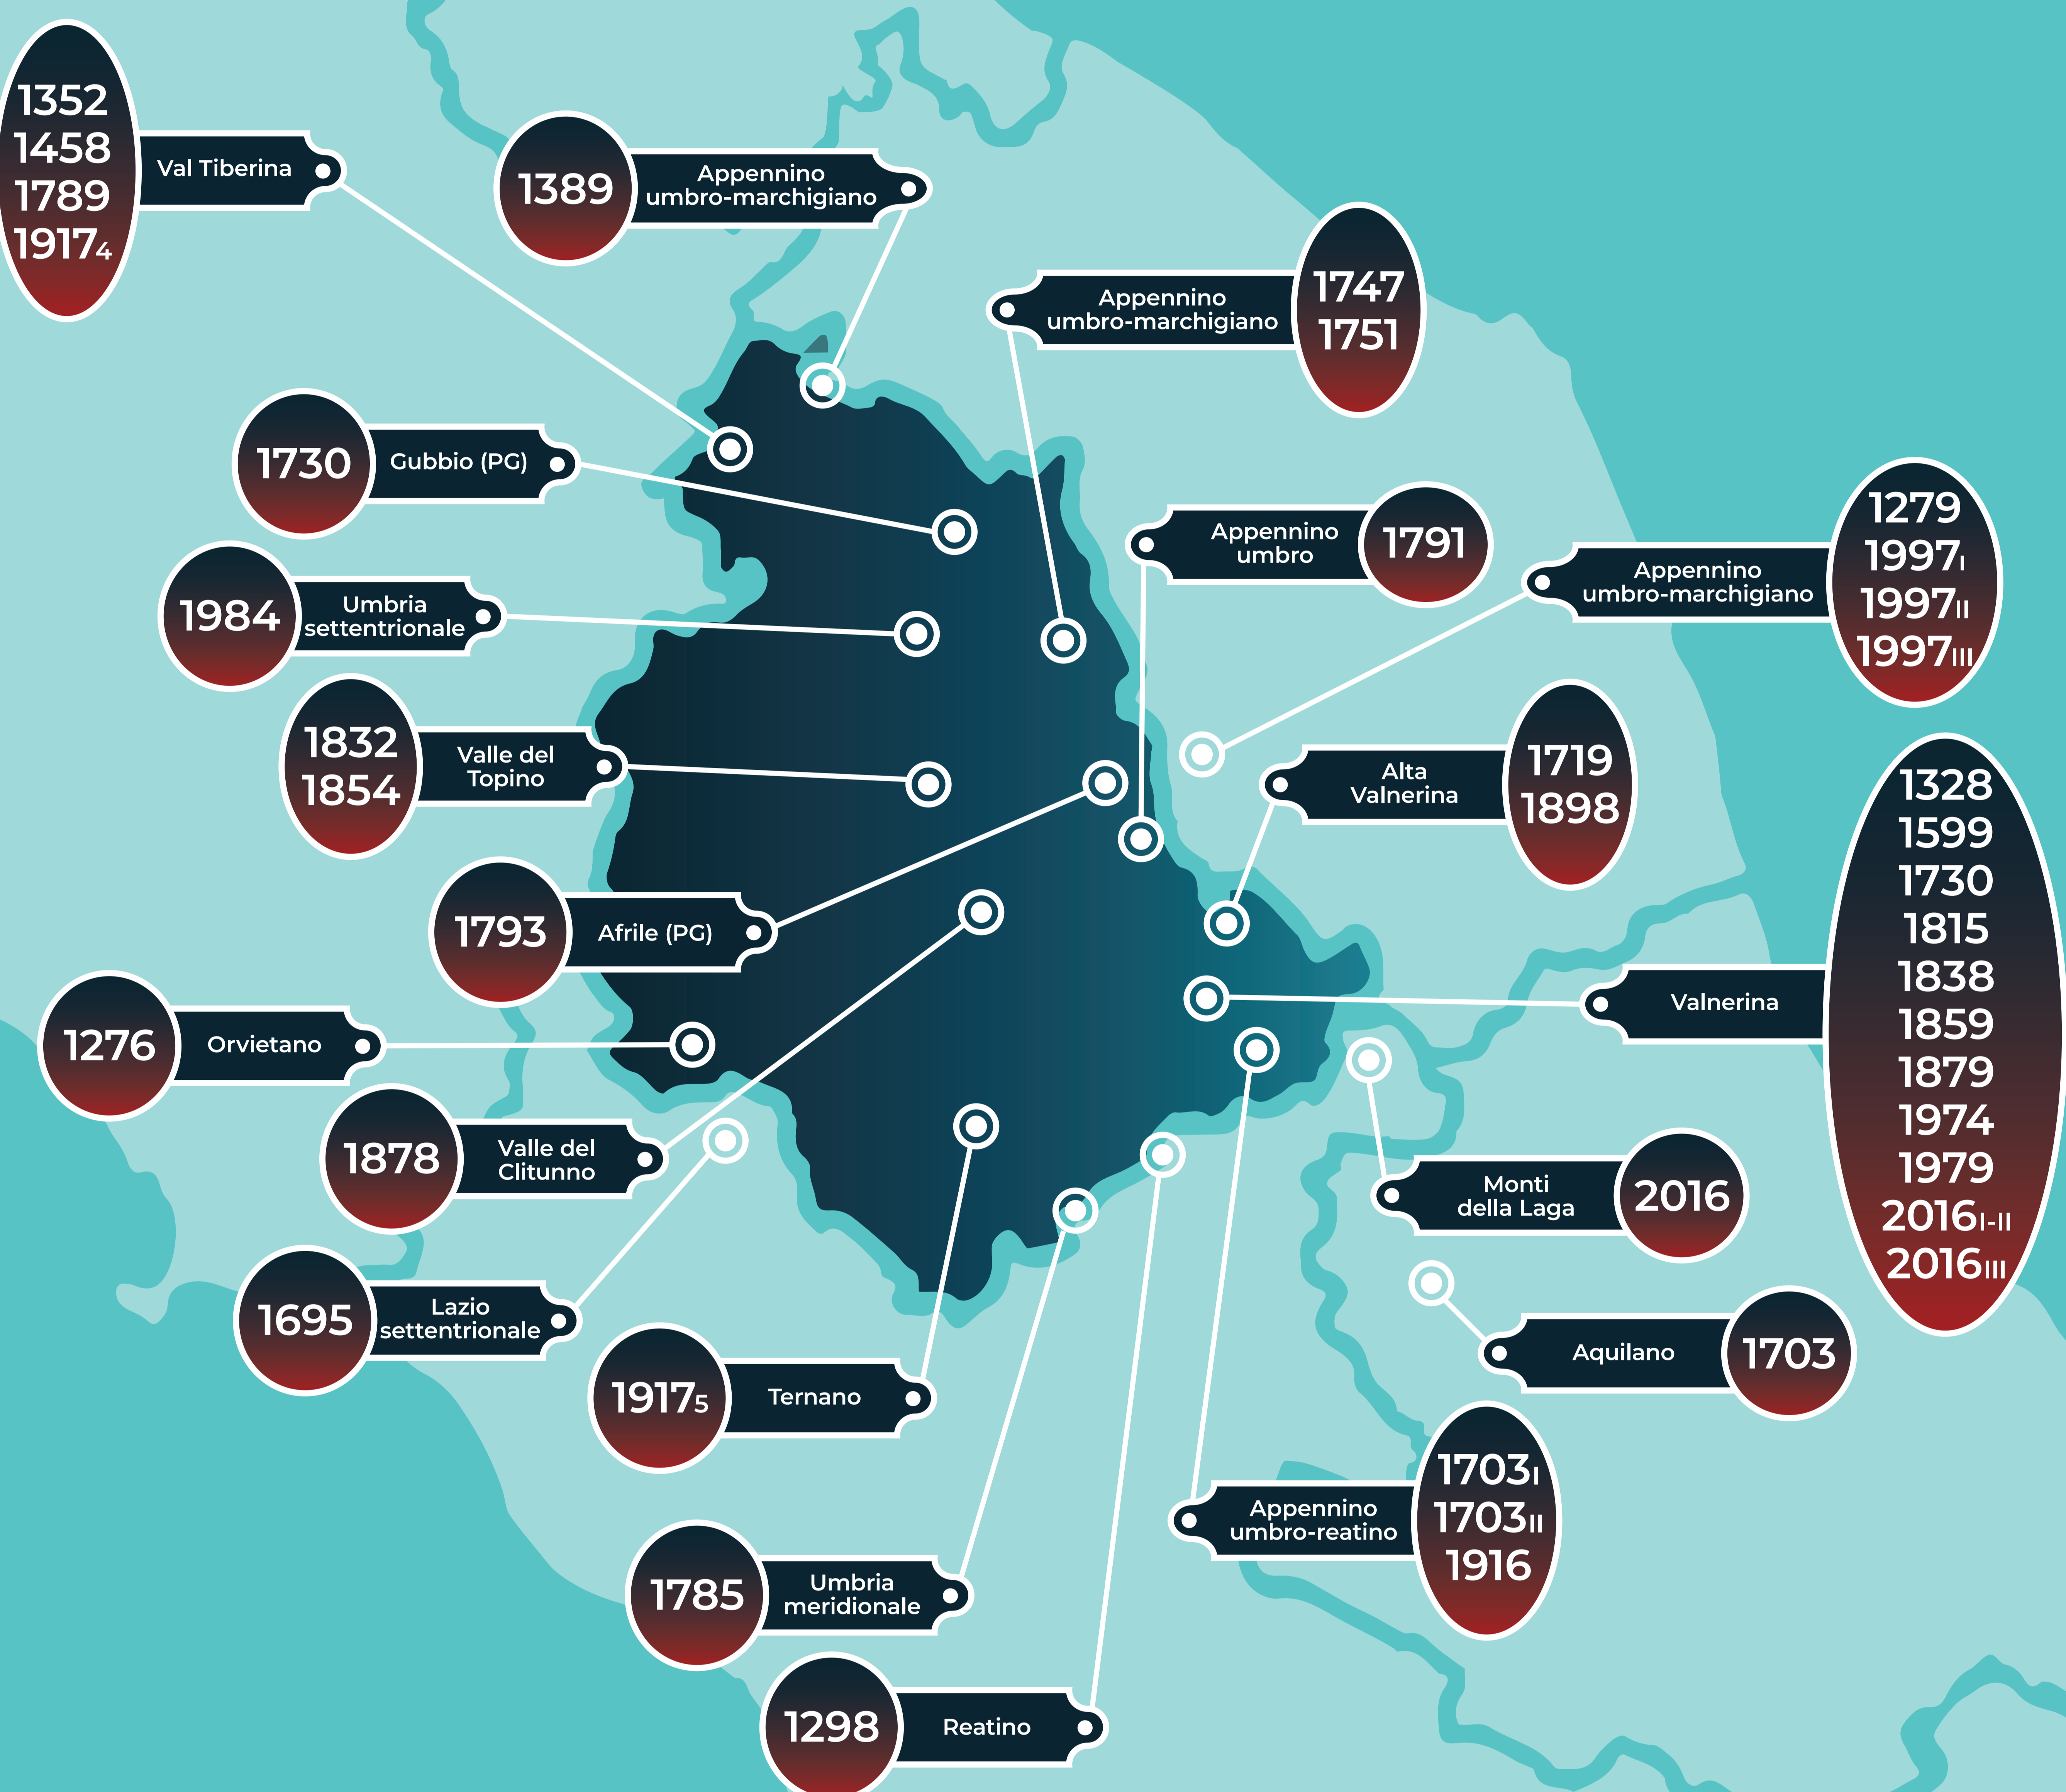 1352
1458
1789
1917₄
Val Tiberina
1389
Appennino
umbro-marchigiano
Appennino
umbro-marchigiano
1747
1751
1730
Gubbio (PG)
Appennino
umbro
1791
1279
1997I
1997II
1997III
Appennino
umbro-marchigiano
1984
Umbria
settentrionale
1832
1854
Valle del
Topino
Alta
Valnerina
1719
1898
1793
Afrile (PG)
Valnerina
1328
1599
1730
1815
1838
1859
1879
1974
1979
2016I-II
2016III
1276
Orvietano
1878
Valle del
Clitunno
Monti
della Laga
2016
1695
Lazio
settentrionale
Aquilano
1703
1917₅
Ternano
Appennino
umbro-reatino
1703I
1703II
1916
1785
Umbria
meridionale
1298
Reatino